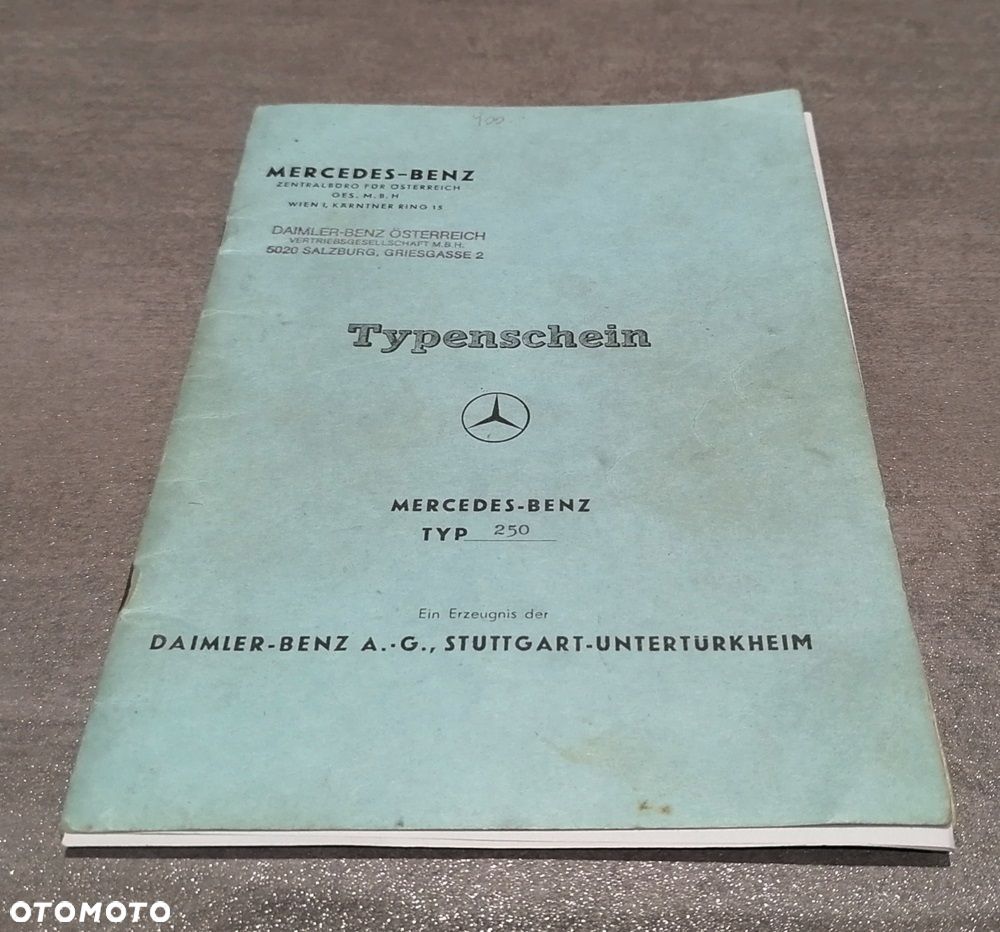 400
MERCEDES-BENZ
ZENTRALBÜRO FÜR ÖSTERREICH
GES. M. B. H
WIEN I, KÄRNTNER RING 15
DAIMLER-BENZ ÖSTERREICH
VERTRIEBSGESELLSCHAFT M.B.H.
5020 SALZBURG, GRIESGASSE 2
Typenschein
MERCEDES-BENZ
TYP 250
Ein Erzeugnis der
DAIMLER-BENZ A.-G., STUTTGART-UNTERTÜRKHEIM
OTOMOTO